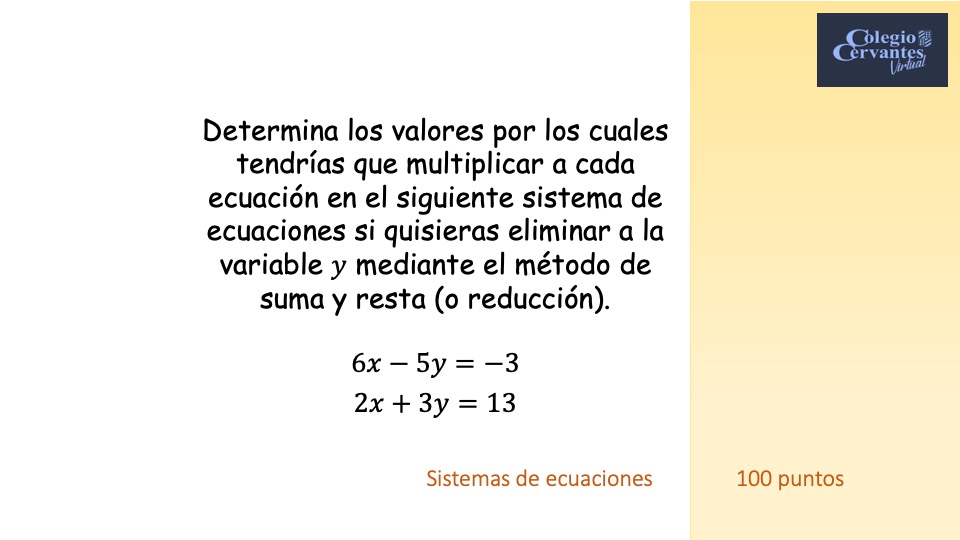 Colegio
Cervantes
Virtual
Determina los valores por los cuales
tendrías que multiplicar a cada
ecuación en el siguiente sistema de
ecuaciones si quisieras eliminar a la
variable 𝑦 mediante el método de
suma y resta (o reducción).
6𝑥 − 5𝑦 = −3
2𝑥 + 3𝑦 = 13
Sistemas de ecuaciones
100 puntos